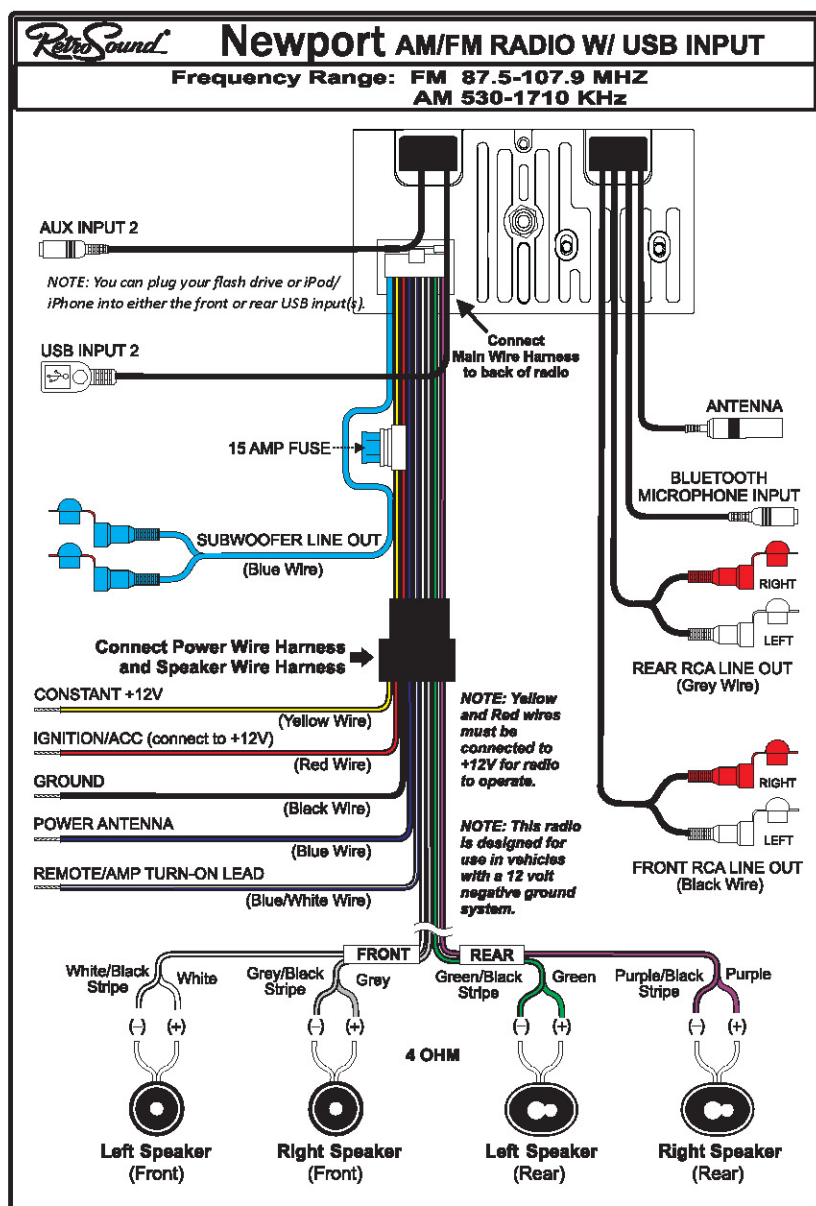 RetroSound Newport AM/FM RADIO W/ USB INPUT
Frequency Range: FM 87.5-107.9 MHZ
AM 530-1710 KHz
AUX INPUT 2
NOTE: You can plug your flash drive or iPod/
iPhone into either the front or rear USB input(s).
USB INPUT 2
Connect
Main Wire Harness
to back of radio
15 AMP FUSE
SUBWOOFER LINE OUT
(Blue Wire)
ANTENNA
BLUETOOTH
MICROPHONE INPUT
RIGHT
LEFT
REAR RCA LINE OUT
(Grey Wire)
RIGHT
LEFT
FRONT RCA LINE OUT
(Black Wire)
Connect Power Wire Harness
and Speaker Wire Harness
CONSTANT +12V
(Yellow Wire)
IGNITION/ACC (connect to +12V)
(Red Wire)
GROUND
(Black Wire)
POWER ANTENNA
(Blue Wire)
REMOTE/AMP TURN-ON LEAD
(Blue/White Wire)
NOTE: Yellow
and Red wires
must be
connected to
+12V for radio
to operate.
NOTE: This radio
is designed for
use in vehicles
with a 12 volt
negative ground
system.
FRONT
REAR
White/Black
Stripe
White
Grey/Black
Stripe
Grey
Green/Black
Stripe
Green
Purple/Black
Stripe
Purple
(-) (+)
(-) (+)
(-) (+)
(-) (+)
4 OHM
Left Speaker
(Front)
Right Speaker
(Front)
Left Speaker
(Rear)
Right Speaker
(Rear)